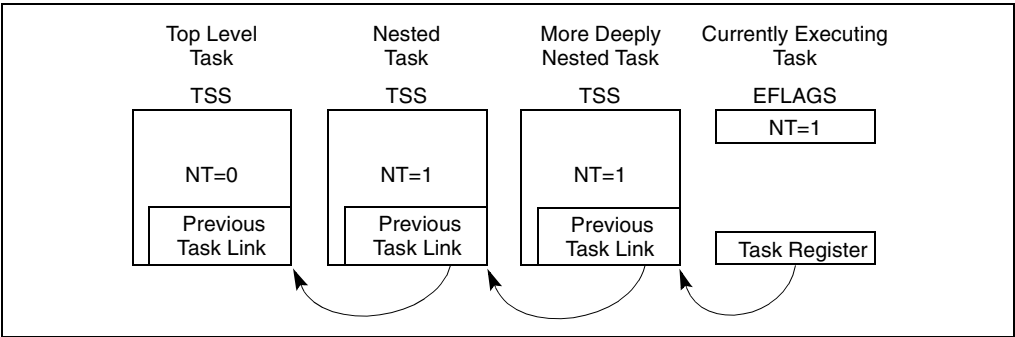 Top Level
Task
Nested
Task
More Deeply
Nested Task
Currently Executing
Task
TSS
TSS
TSS
EFLAGS
NT=1
NT=0
NT=1
NT=1
Previous
Task Link
Previous
Task Link
Previous
Task Link
Task Register